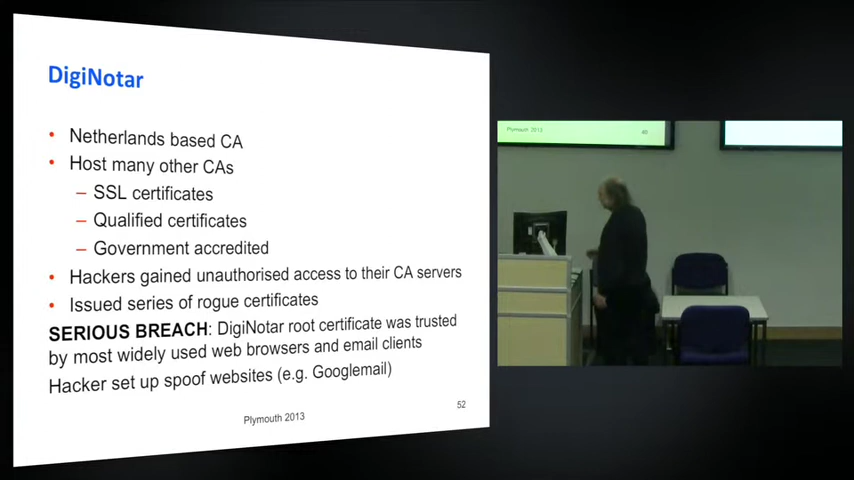 DigiNotar
• Netherlands based CA
• Host many other CAs
– SSL certificates
– Qualified certificates
– Government accredited
• Hackers gained unauthorised access to their CA servers
• Issued series of rogue certificates
SERIOUS BREACH: DigiNotar root certificate was trusted
by most widely used web browsers and email clients
Hacker set up spoof websites (e.g. Googlemail)
Plymouth 2013
52
Plymouth 2013